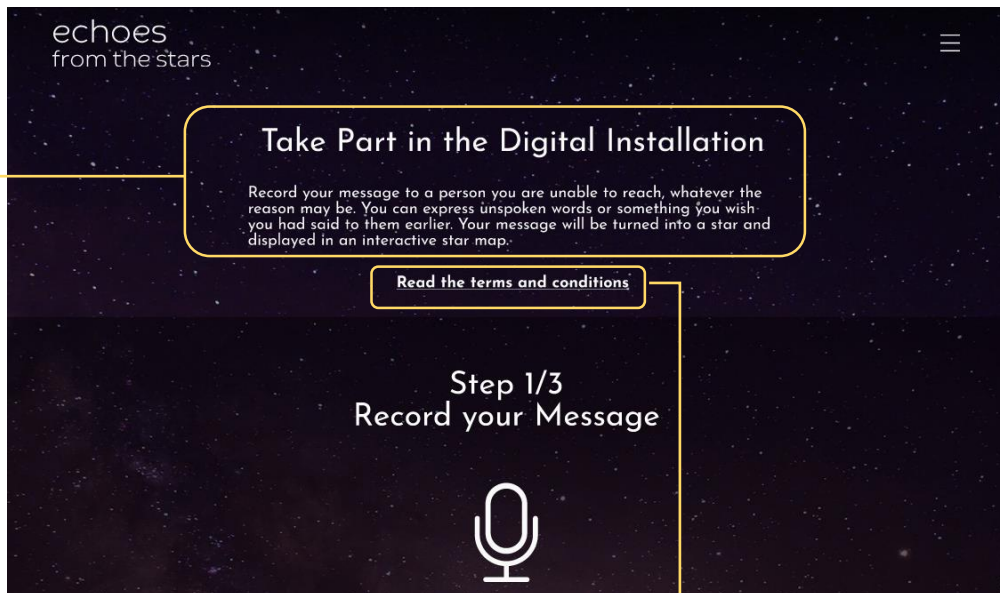 echoes
from the stars
Take Part in the Digital Installation
Record your message to a person you are unable to reach, whatever the
reason may be. You can express unspoken words or something you wish
you had said to them earlier. Your message will be turned into a star and
displayed in an interactive star map.
Read the terms and conditions
Step 1/3
Record your Message